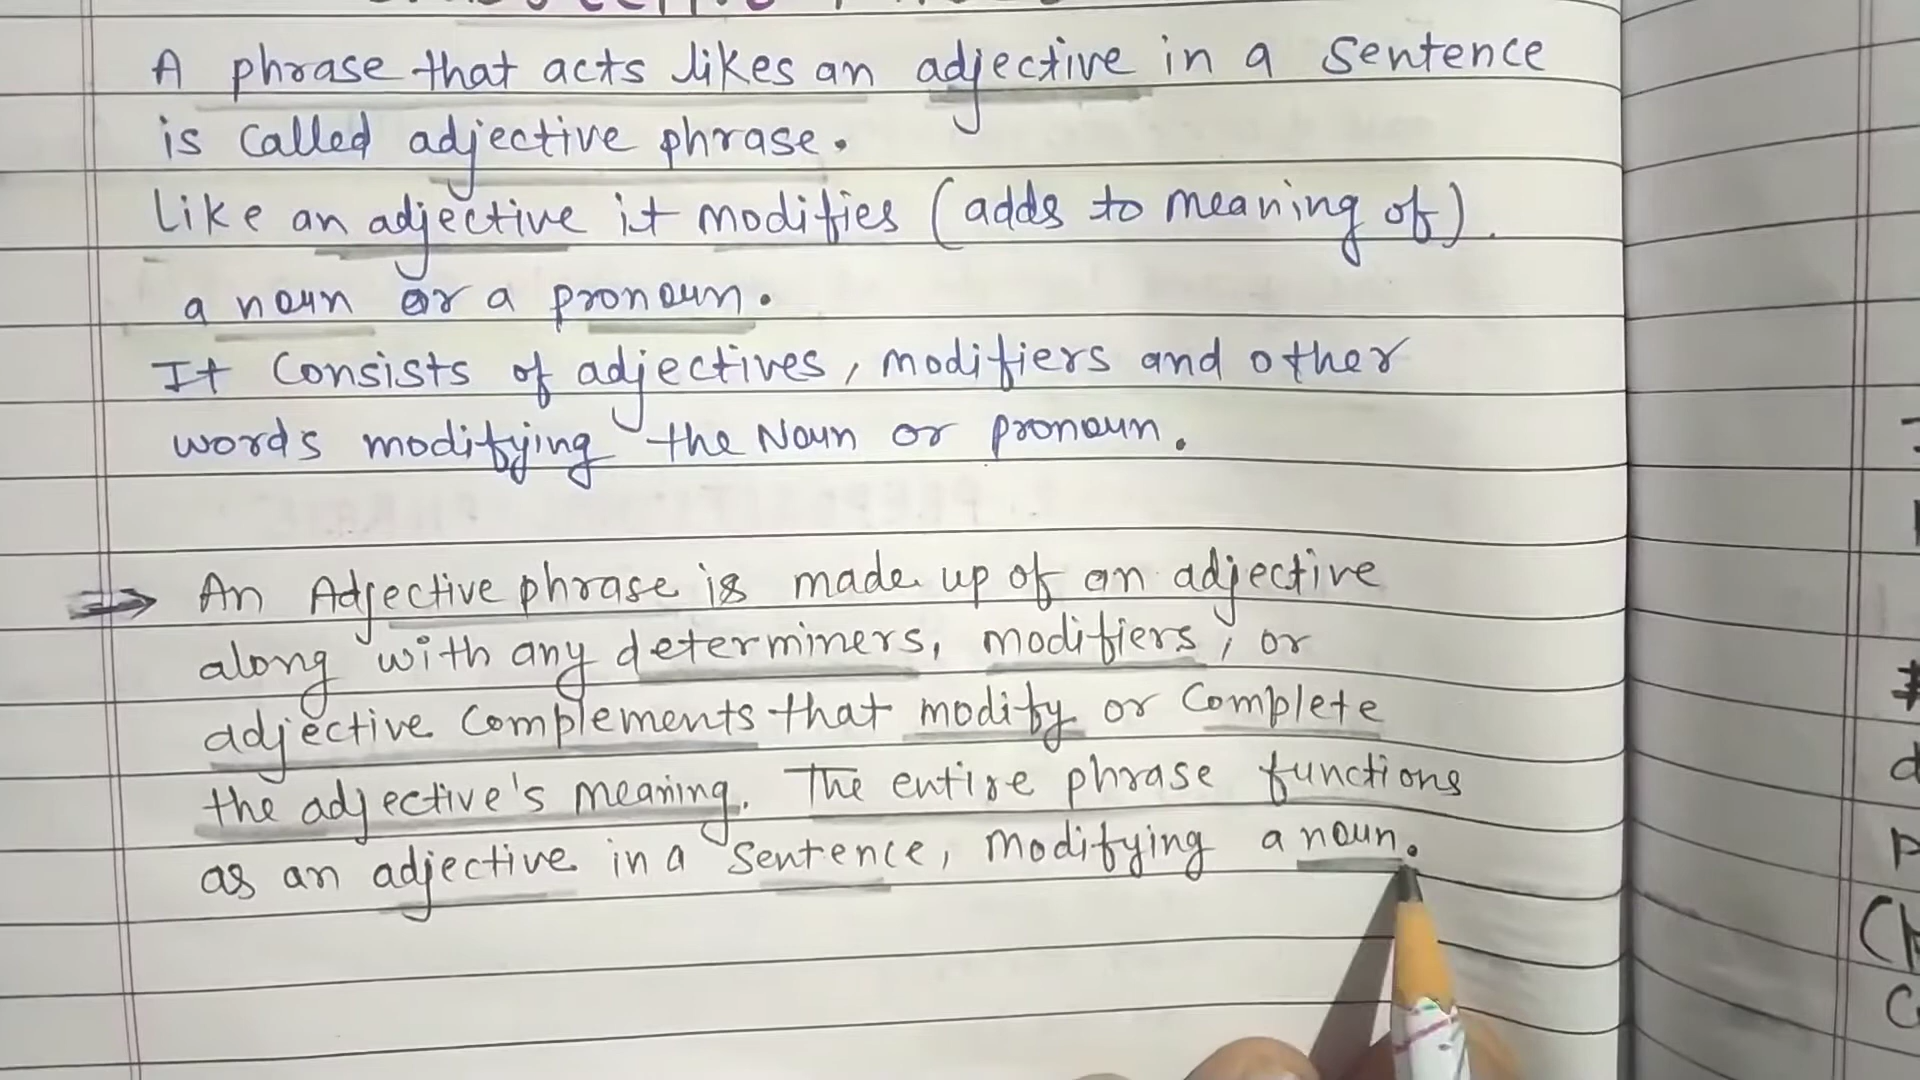 A phrase that acts likes an adjective in a sentence
is called adjective phrase.
Like an adjective it modifies (adds to meaning of)
a noun or a pronoun.
It consists of adjectives, modifiers and other
words modifying the Noun or pronoun.
⇒ An Adjective phrase is made up of an adjective
along with any determiners, modifiers, or
adjective complements that modify or complete
the adjective's meaning. The entire phrase functions
as an adjective in a sentence, modifying a noun.